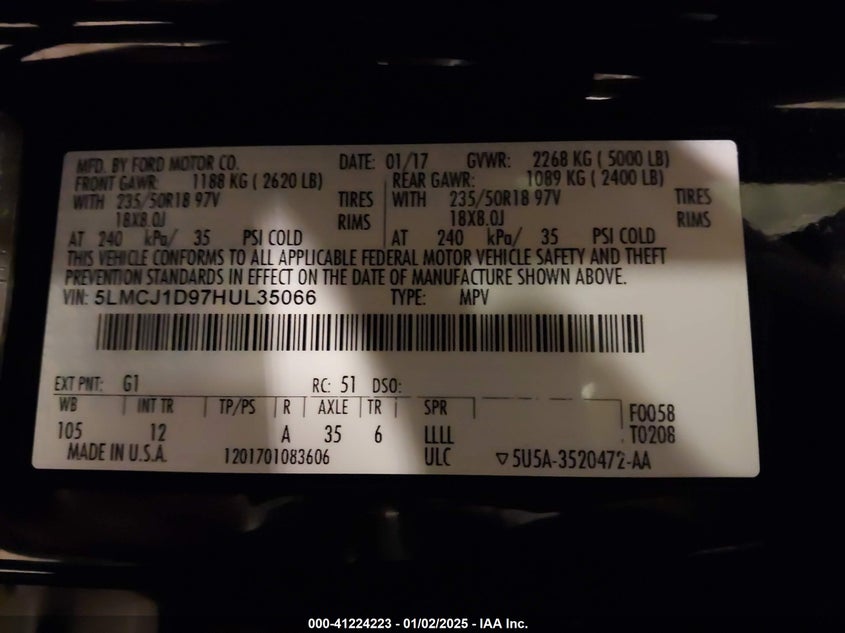 MFD. BY FORD MOTOR CO. DATE: 01/17 GVWR: 2268 KG ( 5000 LB)
FRONT GAWR: 1188 KG ( 2620 LB) REAR GAWR: 1089 KG ( 2400 LB)
WITH 235/50R18 97V TIRES WITH 235/50R18 97V TIRES
18X8.0J RIMS 18X8.0J RIMS
AT 240 kPa/ 35 PSI COLD AT 240 kPa/ 35 PSI COLD
THIS VEHICLE CONFORMS TO ALL APPLICABLE FEDERAL MOTOR VEHICLE SAFETY AND THEFT
PREVENTION STANDARDS IN EFFECT ON THE DATE OF MANUFACTURE SHOWN ABOVE.
VIN: 5LMCJ1D97HUL35066 TYPE: MPV
EXT PNT: G1 RC: 51 DSO:
WB INT TR TP/PS R AXLE TR SPR F0058
105 12 A 35 6 LLLL T0208
MADE IN U.S.A. 1201701083606 ULC ▽5U5A-3520472-AA
000-41224223 - 01/02/2025 - IAA Inc.